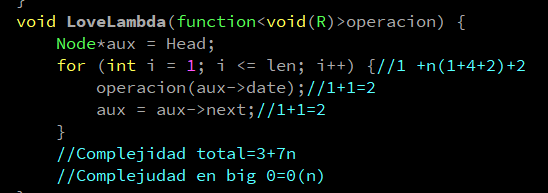 }
void LoveLambda(function<void(R)>operacion) {
Node*aux = Head;
for (int i = 1; i <= len; i++) {//1 +n(1+4+2)+2
operacion(aux->date);//1+1=2
aux = aux->next;//1+1=2
}
//Complejidad total=3+7n
//Complejudad en big 0=0(n)
}